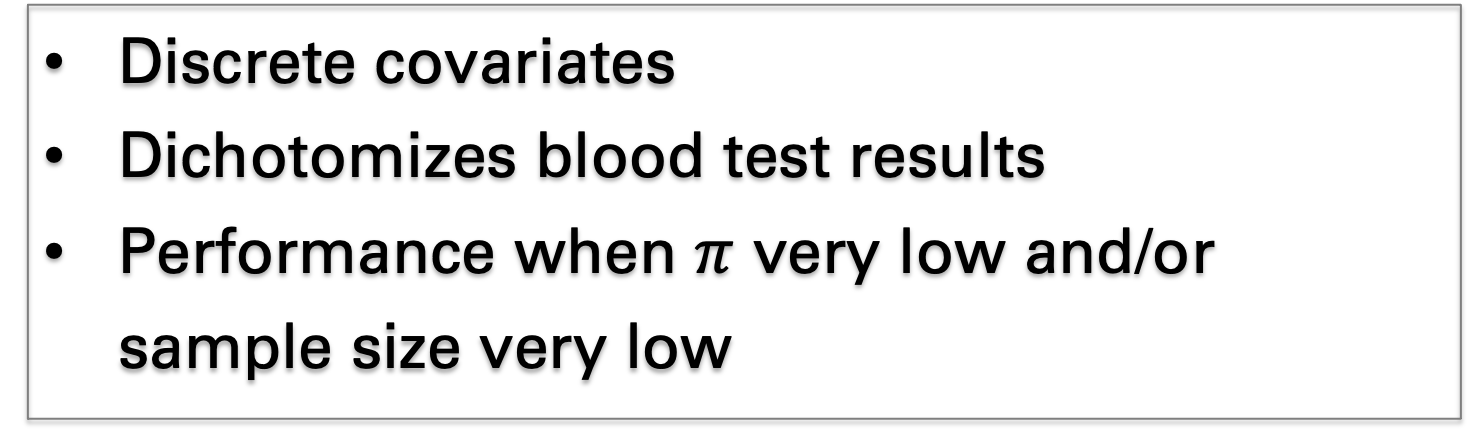 • Discrete covariates
• Dichotomizes blood test results
• Performance when 𝜋 very low and/or
sample size very low